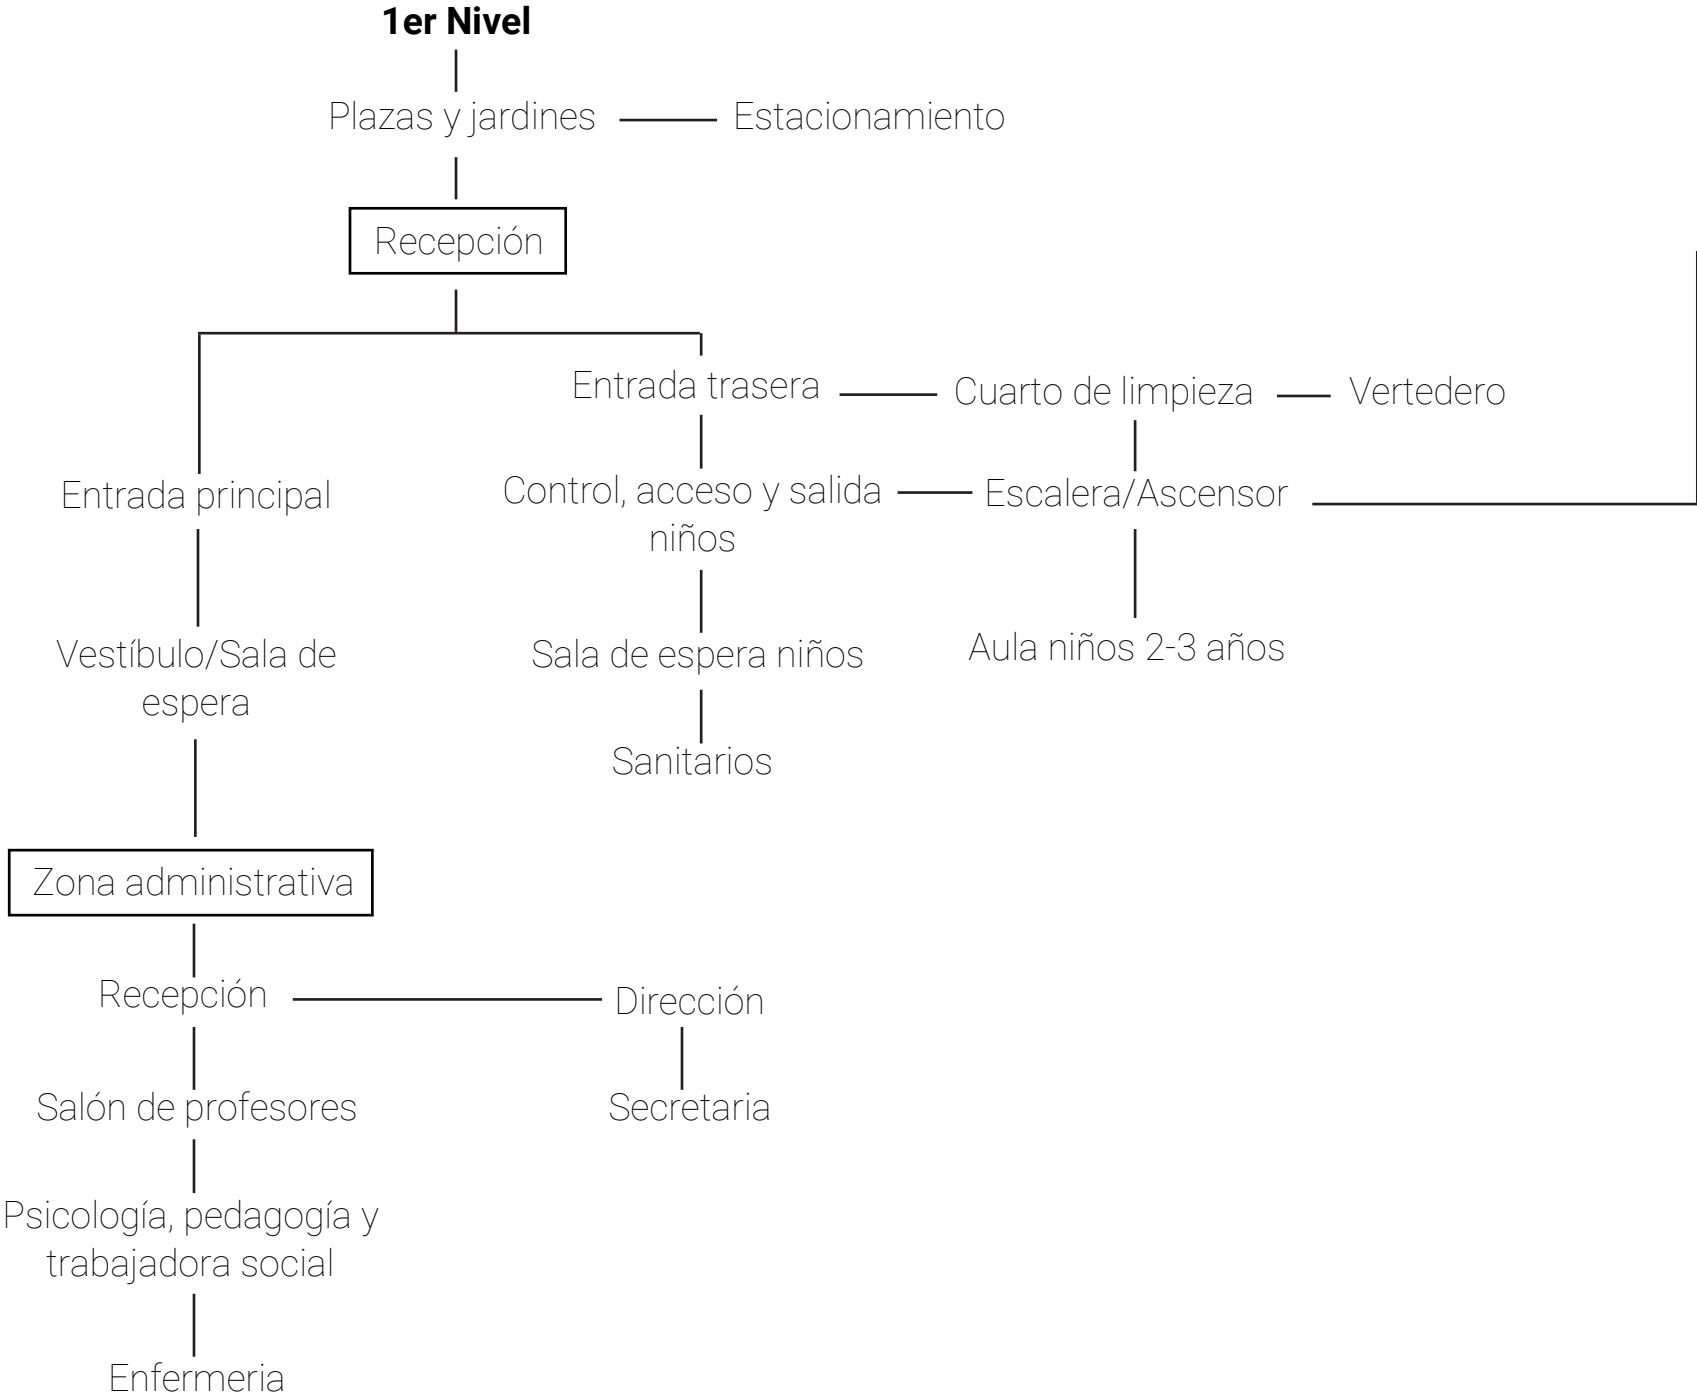 1er Nivel
Plazas y jardines
Estacionamiento
Recepción
Entrada trasera
Cuarto de limpieza
Vertedero
Entrada principal
Control, acceso y salida
niños
Escalera/Ascensor
Vestíbulo/Sala de
espera
Sala de espera niños
Aula niños 2-3 años
Sanitarios
Zona administrativa
Recepción
Dirección
Salón de profesores
Secretaria
Psicología, pedagogía y
trabajadora social
Enfermeria